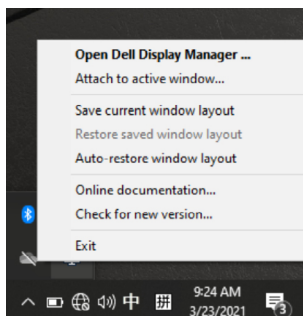 Open Dell Display Manager ...
Attach to active window...
Save current window layout
Restore saved window layout
Auto-restore window layout
Online documentation...
Check for new version...
Exit
中 拼 9:24 AM
3/23/2021 3